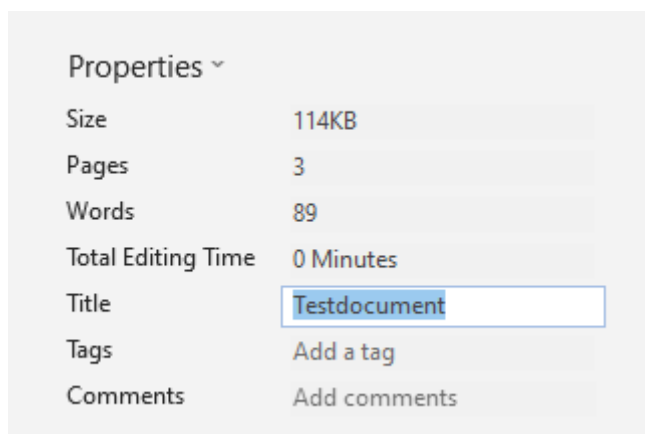 Properties
Size 114KB
Pages 3
Words 89
Total Editing Time 0 Minutes
Title Testdocument
Tags Add a tag
Comments Add comments